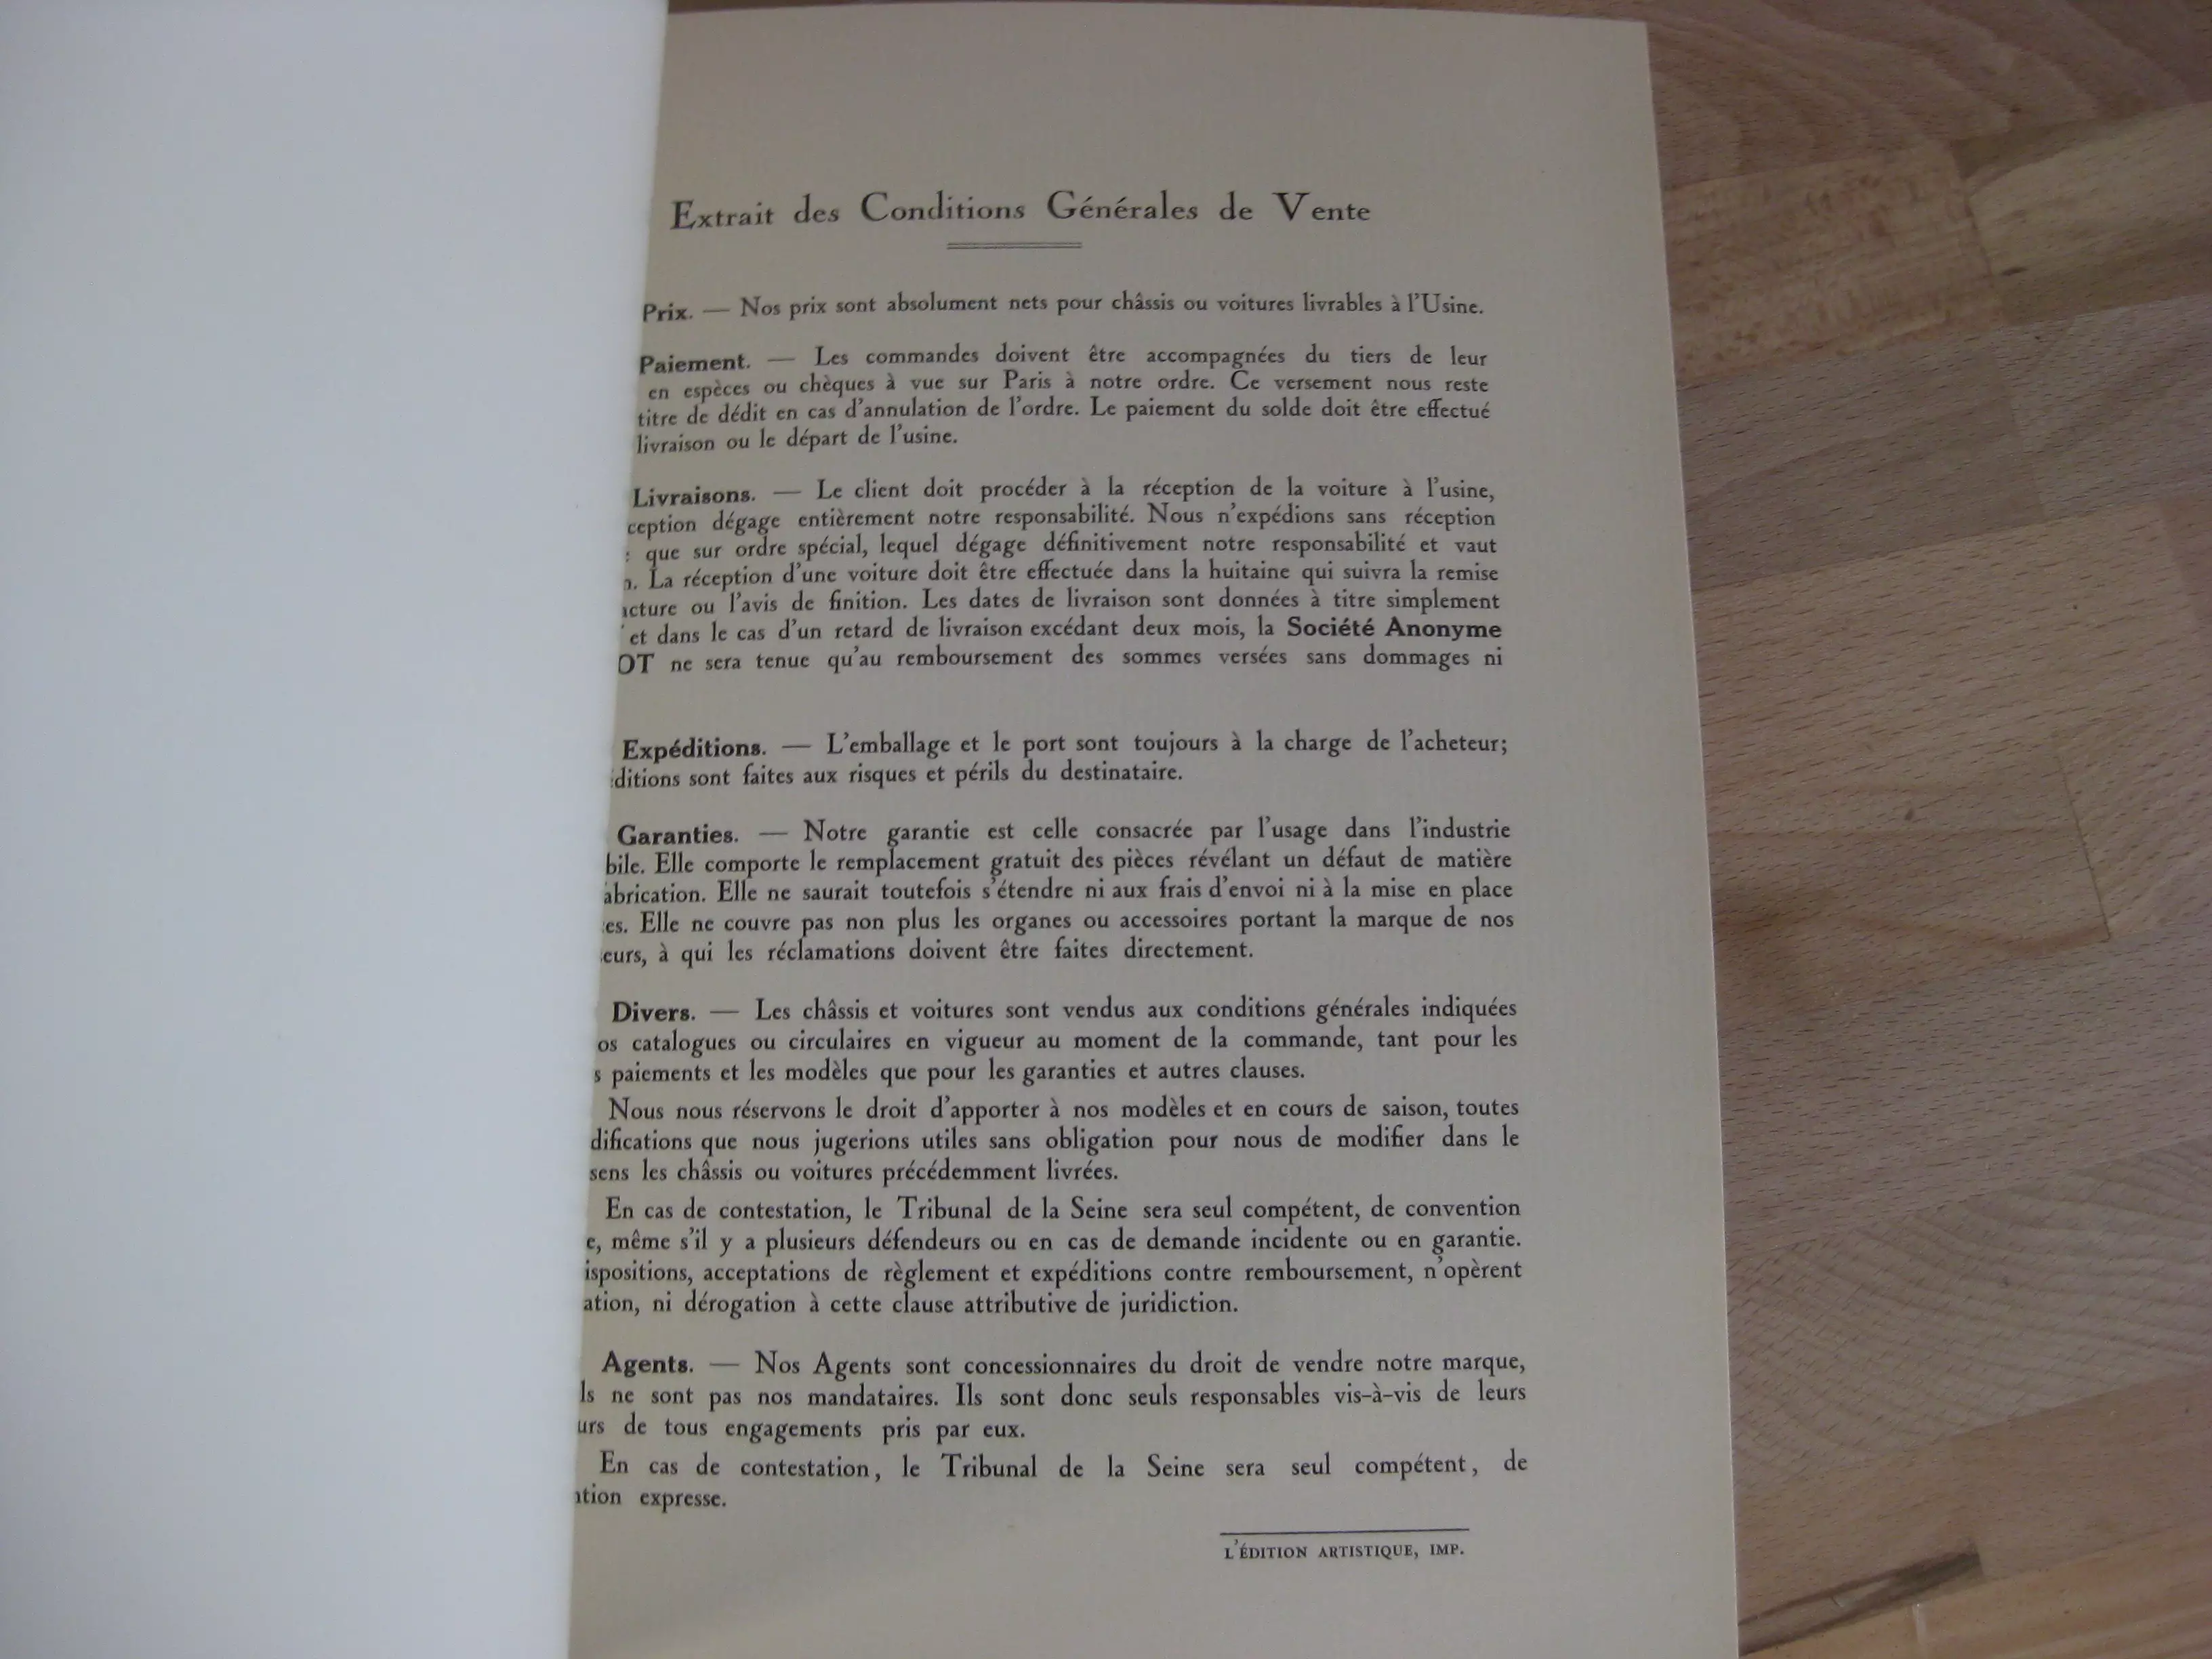 Extrait des Conditions Générales de Vente
Prix. — Nos prix sont absolument nets pour châssis ou voitures livrables à l'Usine.
Paiement. — Les commandes doivent être accompagnées du tiers de leur
en espèces ou chèques à vue sur Paris à notre ordre. Ce versement nous reste
titre de dédit en cas d'annulation de l'ordre. Le paiement du solde doit être effectué
livraison ou le départ de l'usine.
Livraisons. — Le client doit procéder à la réception de la voiture à l'usine,
ception dégage entièrement notre responsabilité. Nous n'expédions sans réception
que sur ordre spécial, lequel dégage définitivement notre responsabilité et vaut
n. La réception d'une voiture doit être effectuée dans la huitaine qui suivra la remise
acture ou l'avis de finition. Les dates de livraison sont données à titre simplement
et dans le cas d'un retard de livraison excédant deux mois, la Société Anonyme
OT ne sera tenue qu'au remboursement des sommes versées sans dommages ni
Expéditions. — L'emballage et le port sont toujours à la charge de l'acheteur;
éditions sont faites aux risques et périls du destinataire.
Garanties. — Notre garantie est celle consacrée par l'usage dans l'industrie
bile. Elle comporte le remplacement gratuit des pièces révélant un défaut de matière
abrication. Elle ne saurait toutefois s'étendre ni aux frais d'envoi ni à la mise en place
es. Elle ne couvre pas non plus les organes ou accessoires portant la marque de nos
eurs, à qui les réclamations doivent être faites directement.
Divers. — Les châssis et voitures sont vendus aux conditions générales indiquées
os catalogues ou circulaires en vigueur au moment de la commande, tant pour les
s paiements et les modèles que pour les garanties et autres clauses.
Nous nous réservons le droit d'apporter à nos modèles et en cours de saison, toutes
difications que nous jugerions utiles sans obligation pour nous de modifier dans le
sens les châssis ou voitures précédemment livrées.
En cas de contestation, le Tribunal de la Seine sera seul compétent, de convention
e, même s'il y a plusieurs défendeurs ou en cas de demande incidente ou en garantie.
ispositions, acceptations de règlement et expéditions contre remboursement, n'opèrent
ation, ni dérogation à cette clause attributive de juridiction.
Agents. — Nos Agents sont concessionnaires du droit de vendre notre marque,
ls ne sont pas nos mandataires. Ils sont donc seuls responsables vis-à-vis de leurs
urs de tous engagements pris par eux.
En cas de contestation, le Tribunal de la Seine sera seul compétent, de
ntion expresse.
L'ÉDITION ARTISTIQUE, IMP.